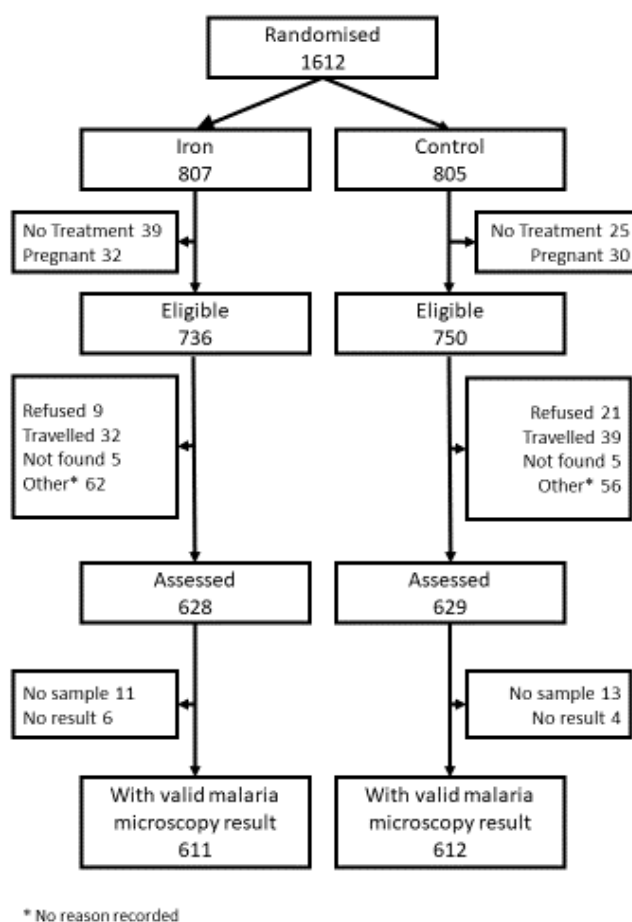 Randomised
1612
Iron
807
Control
805
No Treatment 39
Pregnant 32
No Treatment 25
Pregnant 30
Eligible
736
Eligible
750
Refused 9
Travelled 32
Not found 5
Other* 62
Refused 21
Travelled 39
Not found 5
Other* 56
Assessed
628
Assessed
629
No sample 11
No result 6
No sample 13
No result 4
With valid malaria
microscopy result
611
With valid malaria
microscopy result
612
* No reason recorded